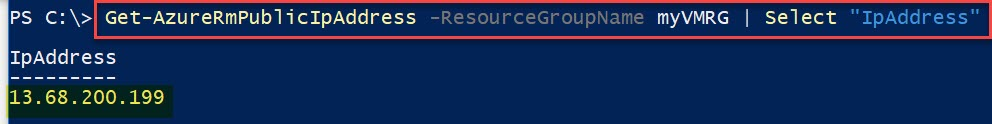 PS C:\> Get-AzureRmPublicIpAddress -ResourceGroupName myVMRG | Select "IpAddress"
IpAddress
---------
13.68.200.199